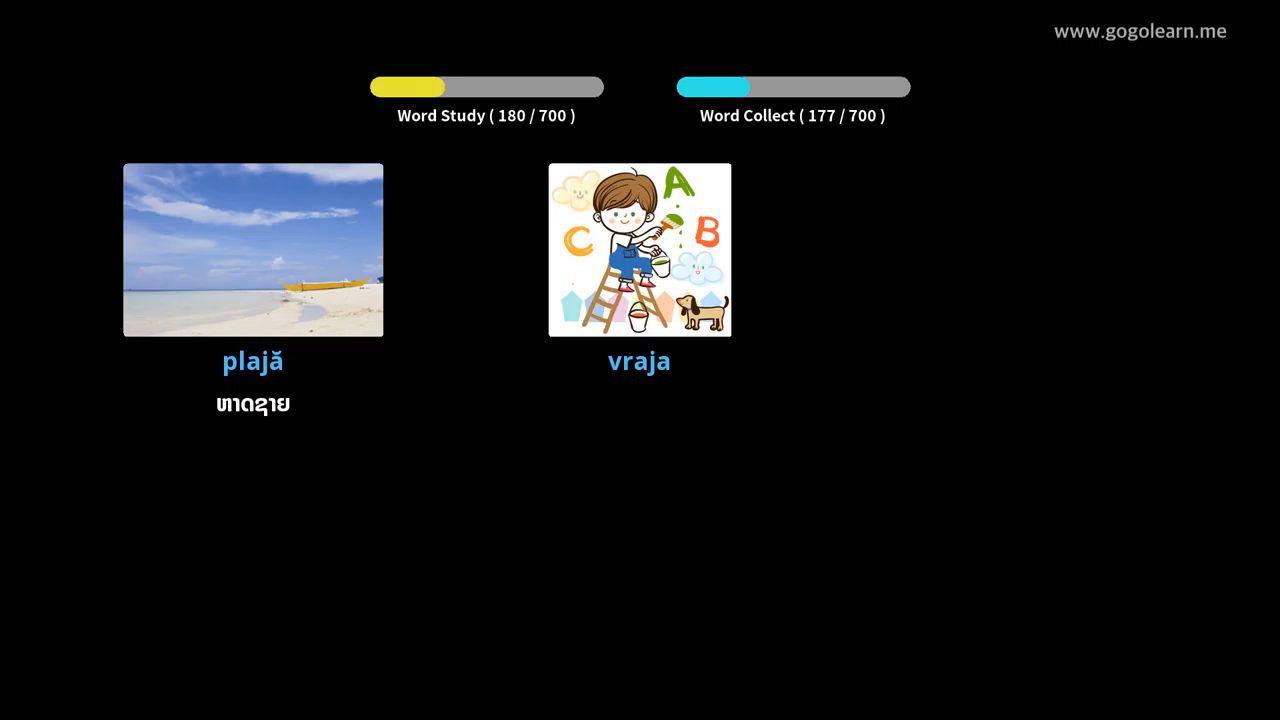 www.gogolearn.me
Word Study ( 180 / 700 )
Word Collect ( 177 / 700 )
A
B
C
plajă
ຫາດຊາຍ
vraja